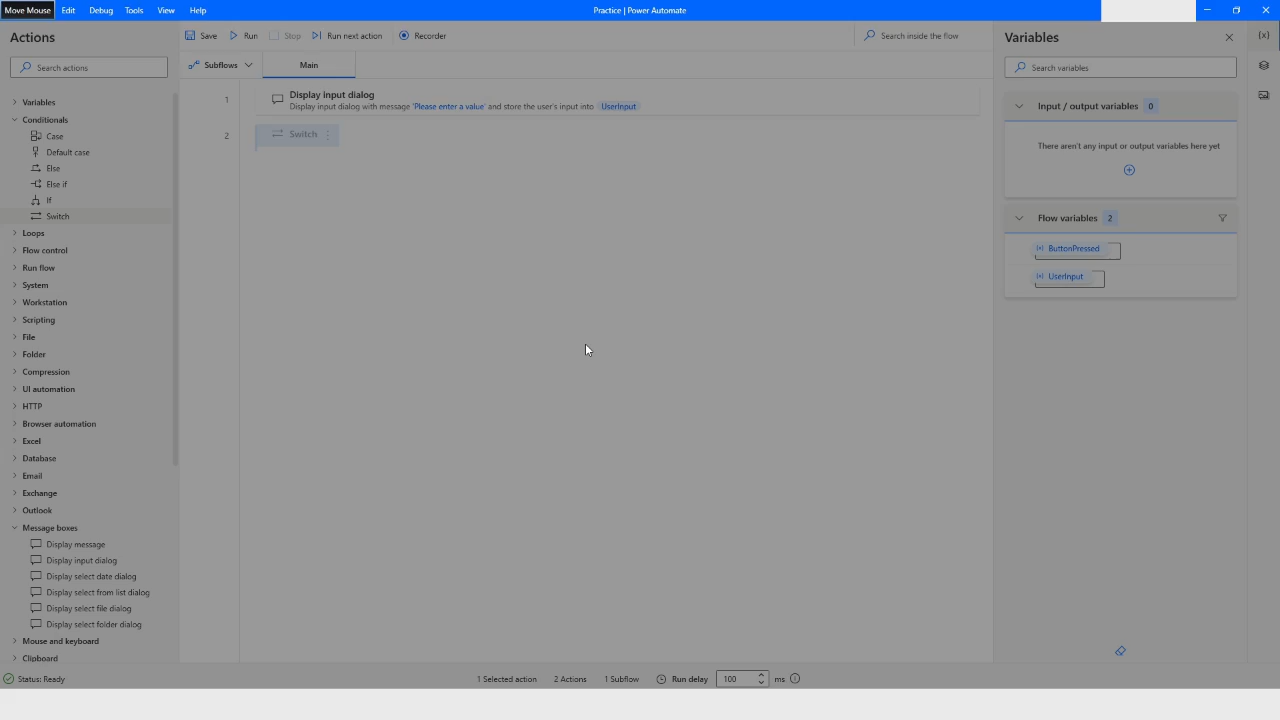 Move Mouse
Edit
Debug
Tools
View
Help
Practice | Power Automate
Actions
Search actions
Variables
Conditionals
Case
Default case
Else
Else if
If
Switch
Loops
Flow control
Run flow
System
Workstation
Scripting
File
Folder
Compression
UI automation
HTTP
Browser automation
Excel
Database
Email
Exchange
Outlook
Message boxes
Display message
Display input dialog
Display select date dialog
Display select from list dialog
Display select file dialog
Display select folder dialog
Mouse and keyboard
Clipboard
Save
Run
Stop
Run next action
Recorder
Search inside the flow
Subflows
Main
1
Display input dialog
Display input dialog with message 'Please enter a value' and store the user's input into UserInput
2
Switch
Variables
{x}
Search variables
Input / output variables 0
There aren't any input or output variables here yet
Flow variables 2
(x) ButtonPressed
(x) UserInput
Status: Ready
1 Selected action
2 Actions
1 Subflow
Run delay
100
ms